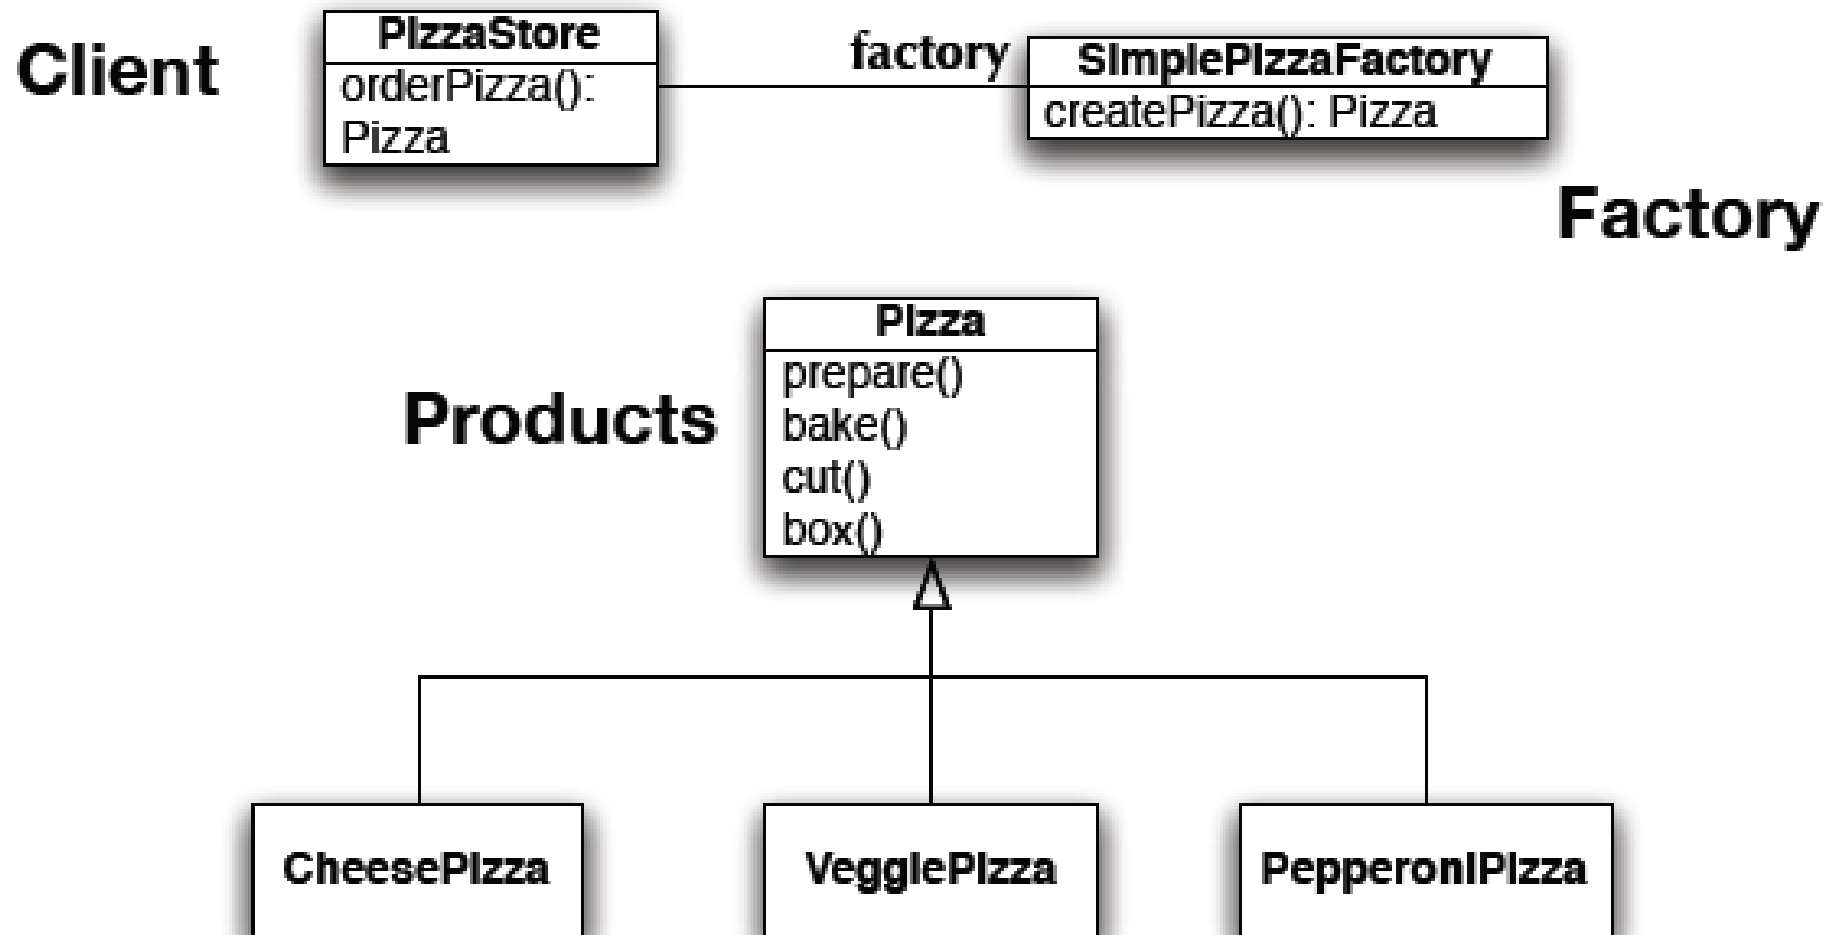 Client
PizzaStore
orderPizza():
Pizza
factory
SimplePizzaFactory
createPizza(): Pizza
Factory
Products
Pizza
prepare()
bake()
cut()
box()
CheesePizza
VeggiePizza
PepperoniPizza